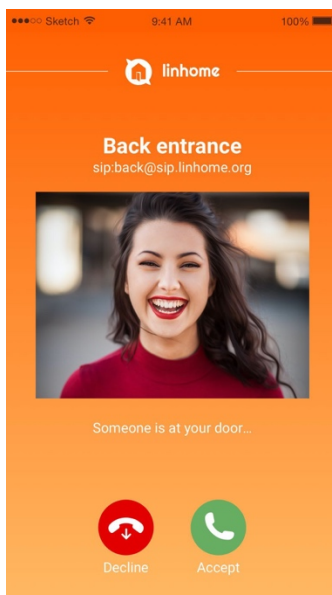 Sketch 9:41 AM 100%
linhome
Back entrance
sip:back@sip.linhome.org
Someone is at your door...
Decline Accept